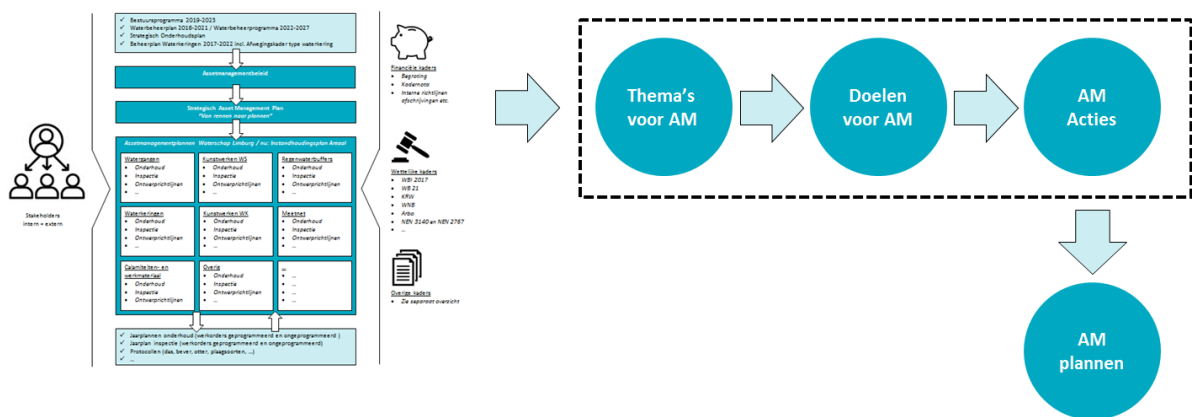 ✓ Bestuursprogramma 2019-2023
✓ Waterbeheerplan 2016-2021 / Waterbeheerprogramma 2022-2027
✓ Strategisch Onderhoudsplan
✓ Beheerplan Waterkeringen 2017-2022 incl. Afwegingskader type waterkering
Assetmanagementbeleid
Strategisch Asset Management Plan
"Van rennen naar plannen"
Assetmanagementplannen Waterschap Limburg / nu: Instandhoudingsplan Areaal
Watergangen
• Onderhoud
• Inspectie
• Ontwerprichtlijnen
• ...
Kunstwerken WS
• Onderhoud
• Inspectie
• Ontwerprichtlijnen
• ...
Regenwaterbuffers
• Onderhoud
• Inspectie
• Ontwerprichtlijnen
• ...
Waterkeringen
• Onderhoud
• Inspectie
• Ontwerprichtlijnen
• ...
Kunstwerken WK
• Onderhoud
• Inspectie
• Ontwerprichtlijnen
• ...
Meetnet
• Onderhoud
• Inspectie
• Ontwerprichtlijnen
• ...
Calamiteiten- en
werkmateriaal
• Onderhoud
• Inspectie
• Ontwerprichtlijnen
Overig
• Onderhoud
• Inspectie
• Ontwerprichtlijnen
• ...
...
• ...
• ...
• ...
• ...
✓ Jaarplannen onderhoud (werkorders geprogrammeerd en ongeprogrammeerd )
✓ Jaarplan inspectie (werkorders geprogrammeerd en ongeprogrammeerd)
✓ Protocollen (das, bever, otter, plaagsoorten, ...)
✓ ...
Stakeholders
intern + extern
Financiële kaders
• Begroting
• Kadernota
• Interne richtlijnen
afschrijvingen etc.
Wettelijke kaders
• WBI 2017
• WB 21
• KRW
• WNB
• Arbo
• NEN 3140 en NEN 2767
• ...
Overige kaders
• Zie separaat overzicht
Thema's
voor AM
Doelen
voor AM
AM
Acties
AM
plannen